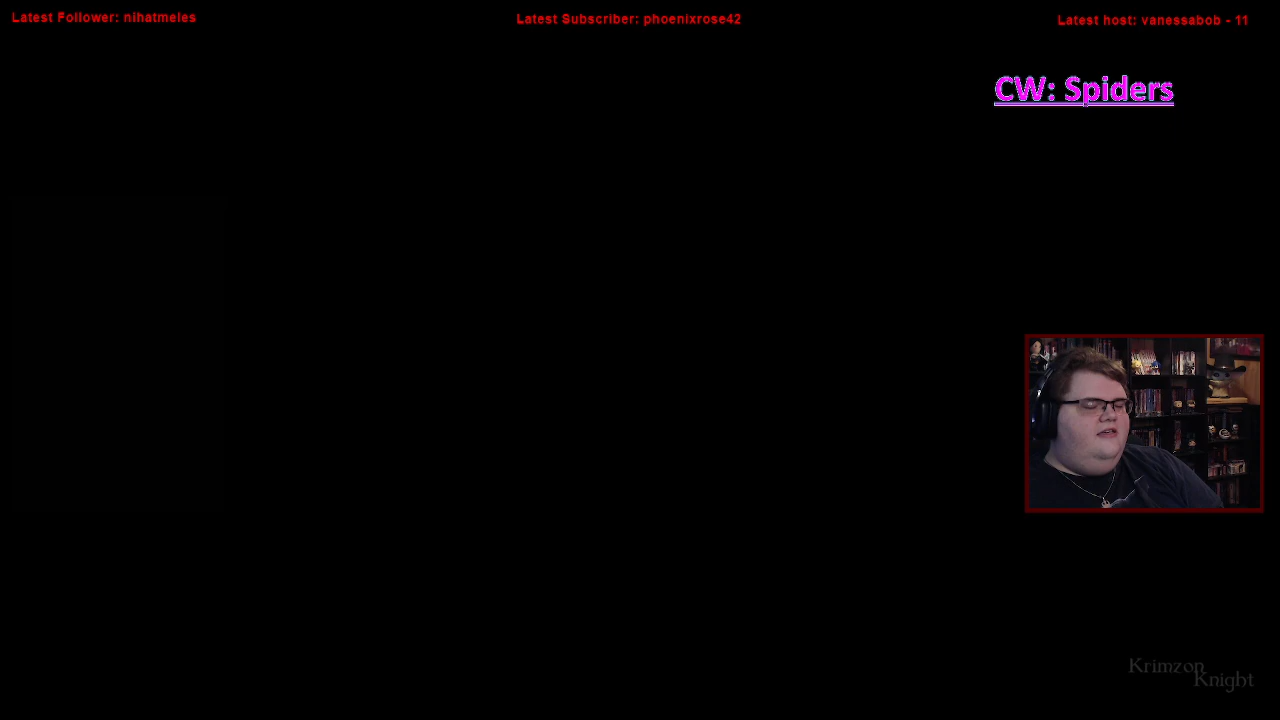 Latest Follower: nihatmeles
Latest Subscriber: phoenixrose42
Latest host: vanessabob - 11
CW: Spiders
Krimzon
Knight